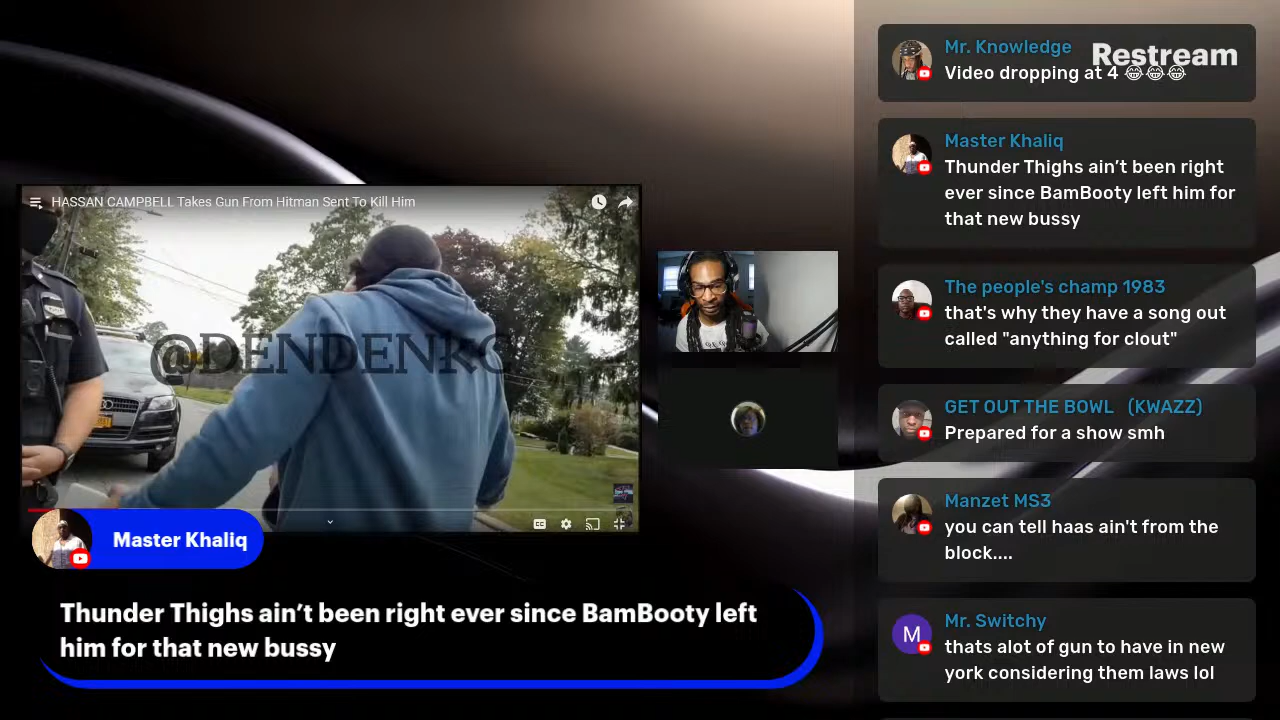 HASSAN CAMPBELL Takes Gun From Hitman Sent To Kill Him
Master Khaliq
Thunder Thighs ain’t been right ever since BamBooty left
him for that new bussy
Restream
Mr. Knowledge
Video dropping at 4 😂😂😂
Master Khaliq
Thunder Thighs ain’t been right
ever since BamBooty left him for
that new bussy
The people's champ 1983
that's why they have a song out
called "anything for clout"
GET OUT THE BOWL (KWAZZ)
Prepared for a show smh
Manzet MS3
you can tell haas ain't from the
block....
M
Mr. Switchy
thats alot of gun to have in new
york considering them laws lol